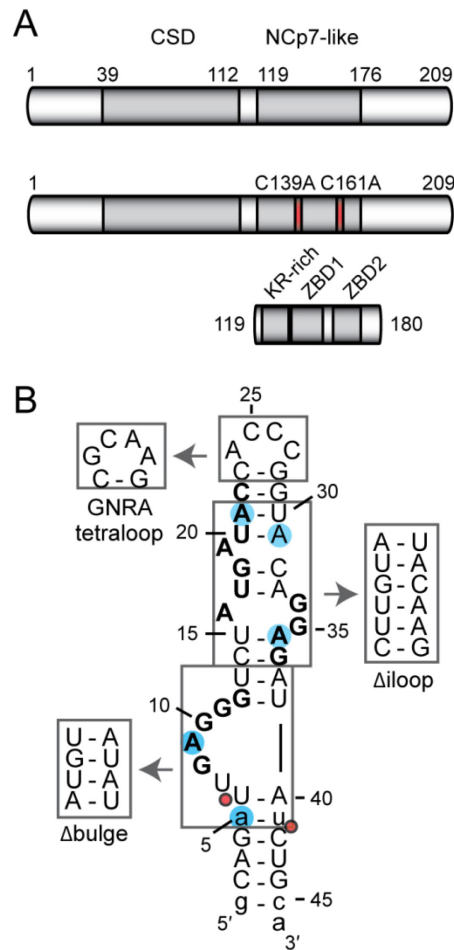 A
CSD NCp7-like
1 39 112 119 176 209
1 C139A C161A 209
KR-rich ZBD1 ZBD2
119 180
B
25
C A A
G A
C - G
GNRA
tetraloop
A C C C
C - G
C - G
A U 30
U - A
20 A
G C
U - A
A G
15 G
U - A
C G
U - A
G - U
10 G
G
A
G
U
U - A 40
5 a u
G - C
A - U
C - G
g - c 45
a
5′ 3′
A - U
U - A
G - C
U - A
U - A
C - G
Δiloop
U - A
G - U
U - A
A - U
Δbulge
35